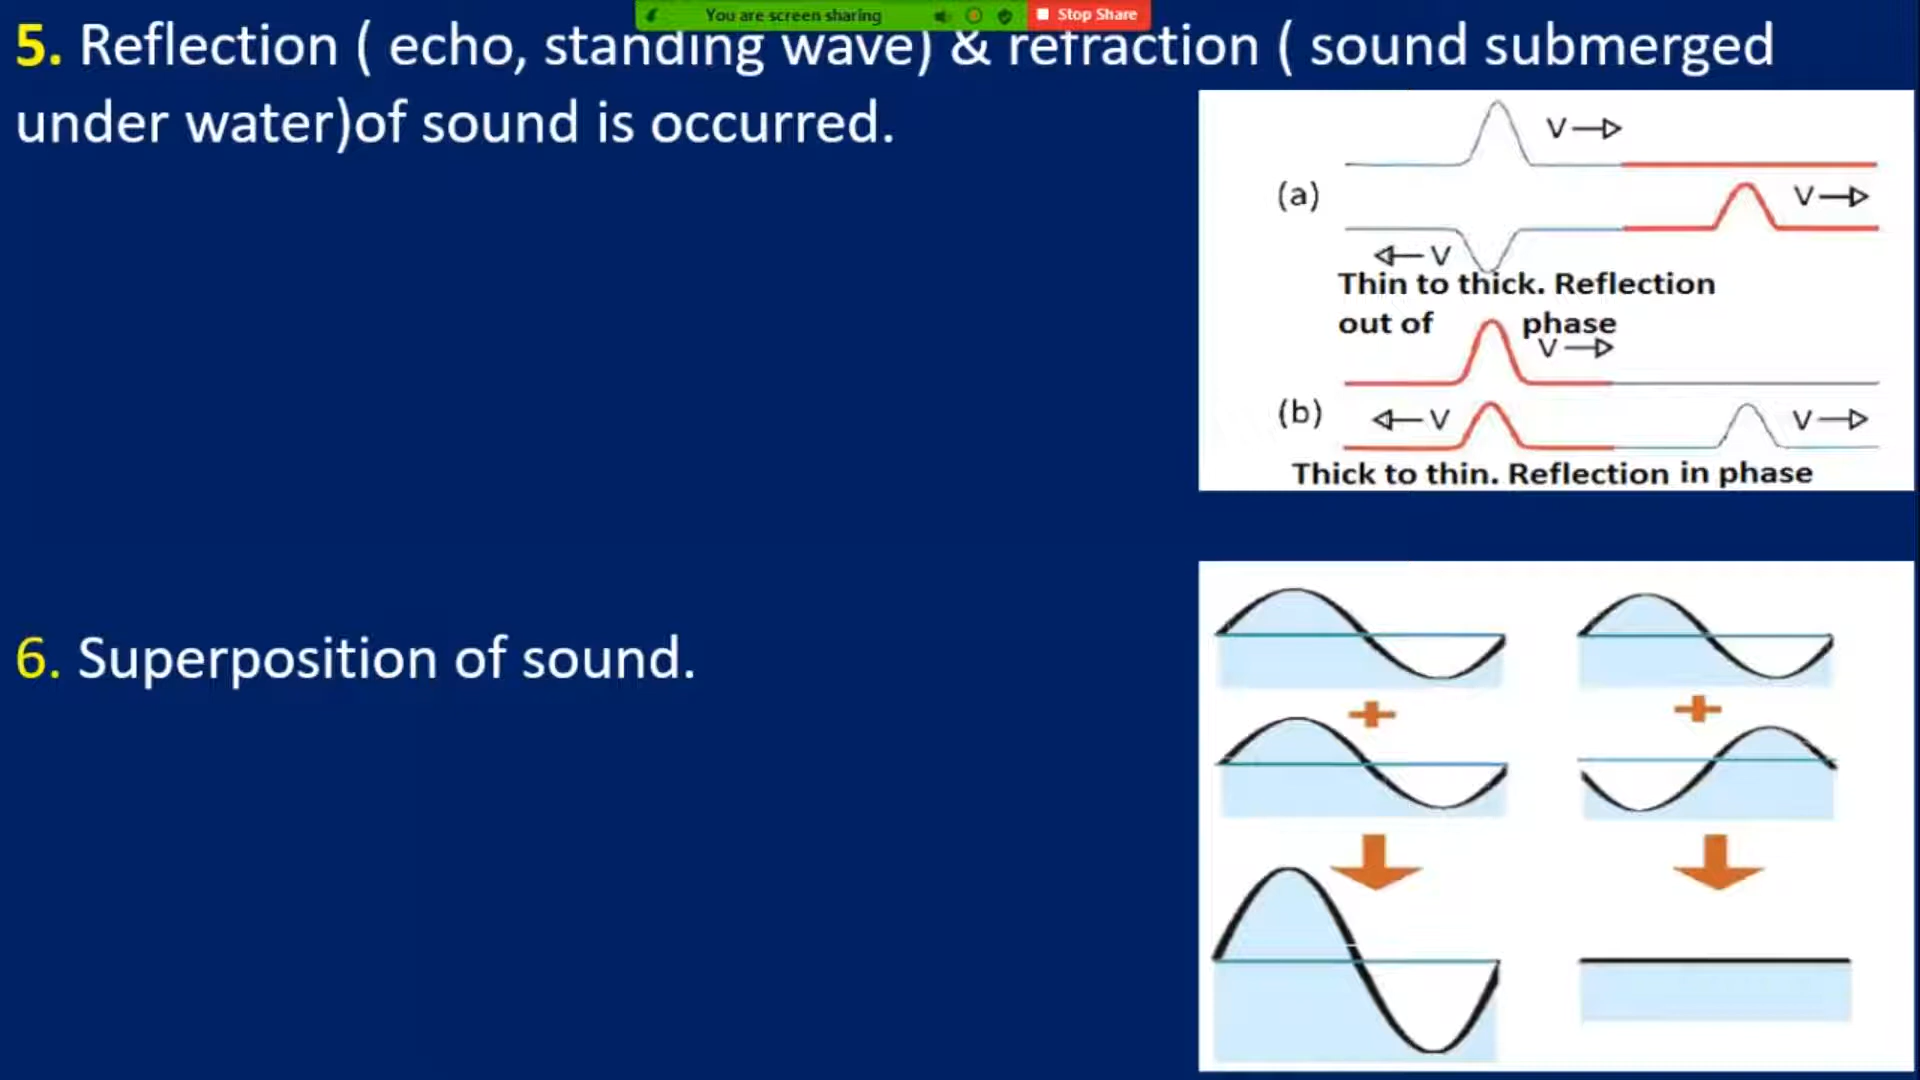 You are screen sharing
Stop Share
5. Reflection ( echo, standing wave) & refraction ( sound submerged
under water)of sound is occurred.
V
(a)
V
V
Thin to thick. Reflection
out of phase
V
(b)
V
V
Thick to thin. Reflection in phase
6. Superposition of sound.
+
+